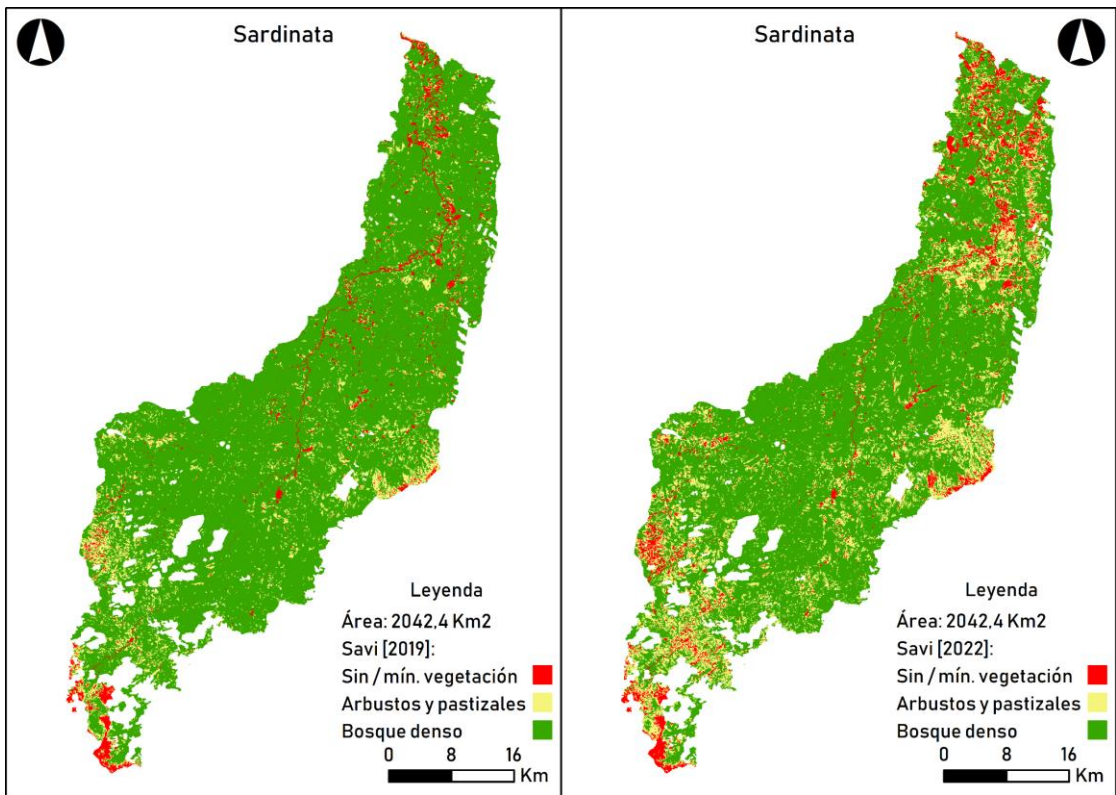 Sardinata
Leyenda
Área: 2042,4 Km2
Savi [2019]:
Sin / mín. vegetación
Arbustos y pastizales
Bosque denso
0 8 16
Km
Sardinata
Leyenda
Área: 2042,4 Km2
Savi [2022]:
Sin / mín. vegetación
Arbustos y pastizales
Bosque denso
0 8 16
Km